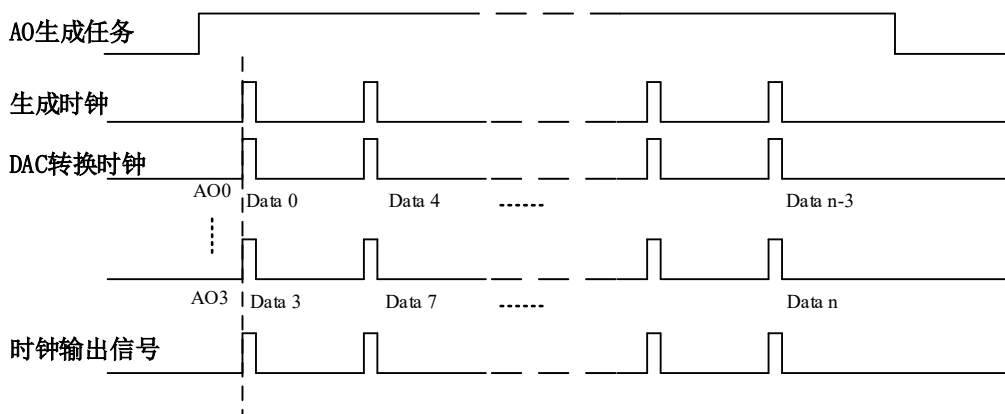 AO生成任务
生成时钟
DAC转换时钟
AO0
Data 0
Data 4
Data n-3
AO3
Data 3
Data 7
Data n
时钟输出信号